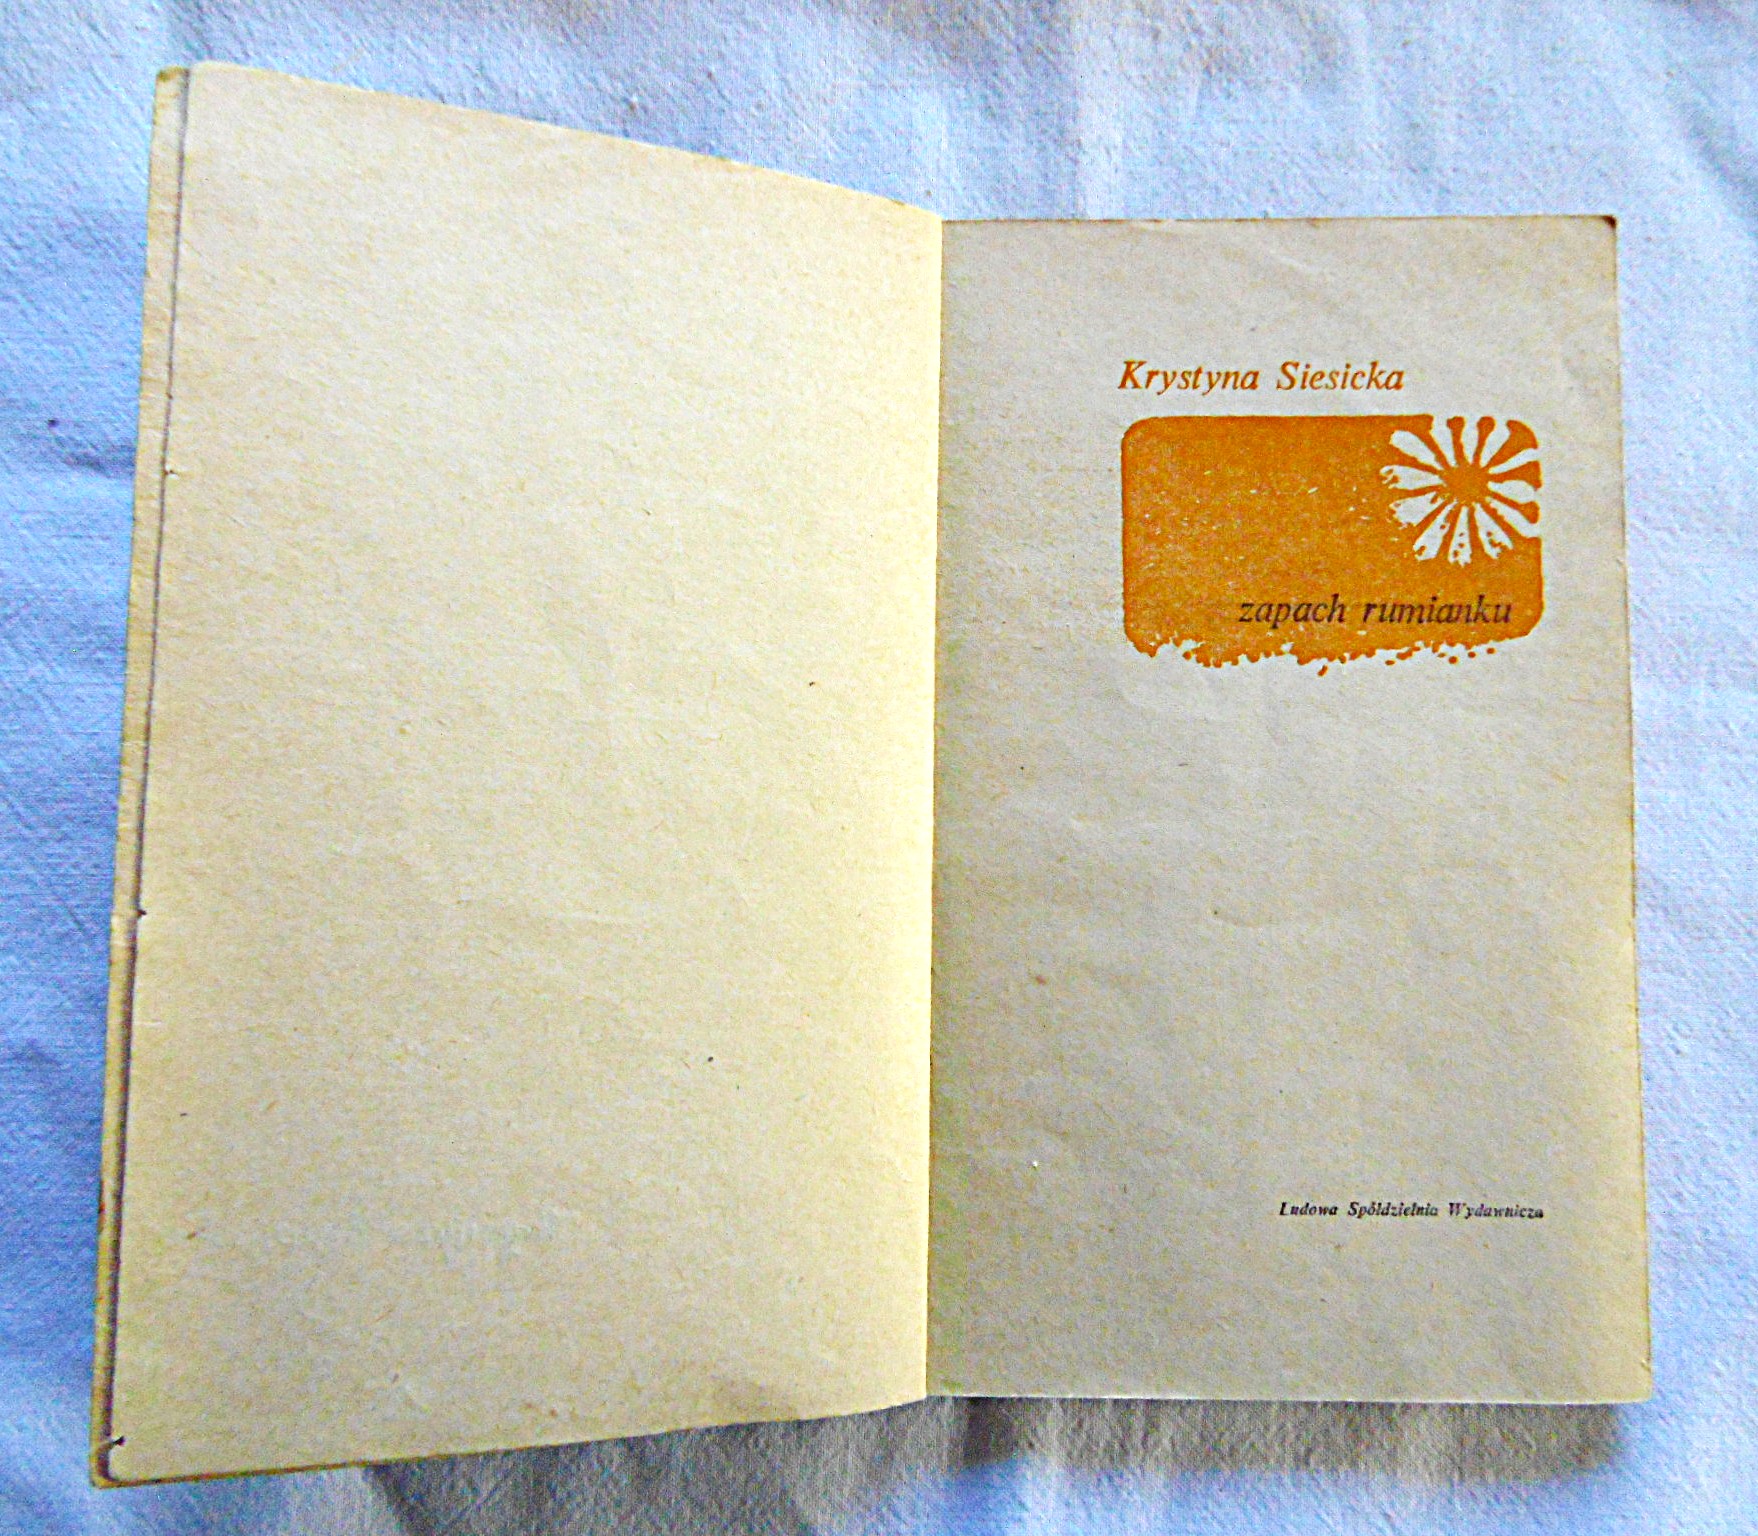 Krystyna Siesicka
zapach rumianku
Ludowa Spółdzielnia Wydawnicza